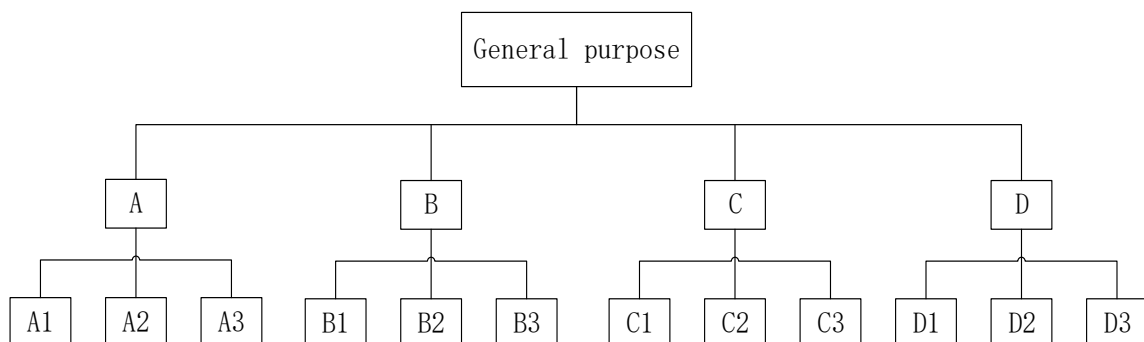 General purpose
A
B
C
D
A1
A2
A3
B1
B2
B3
C1
C2
C3
D1
D2
D3